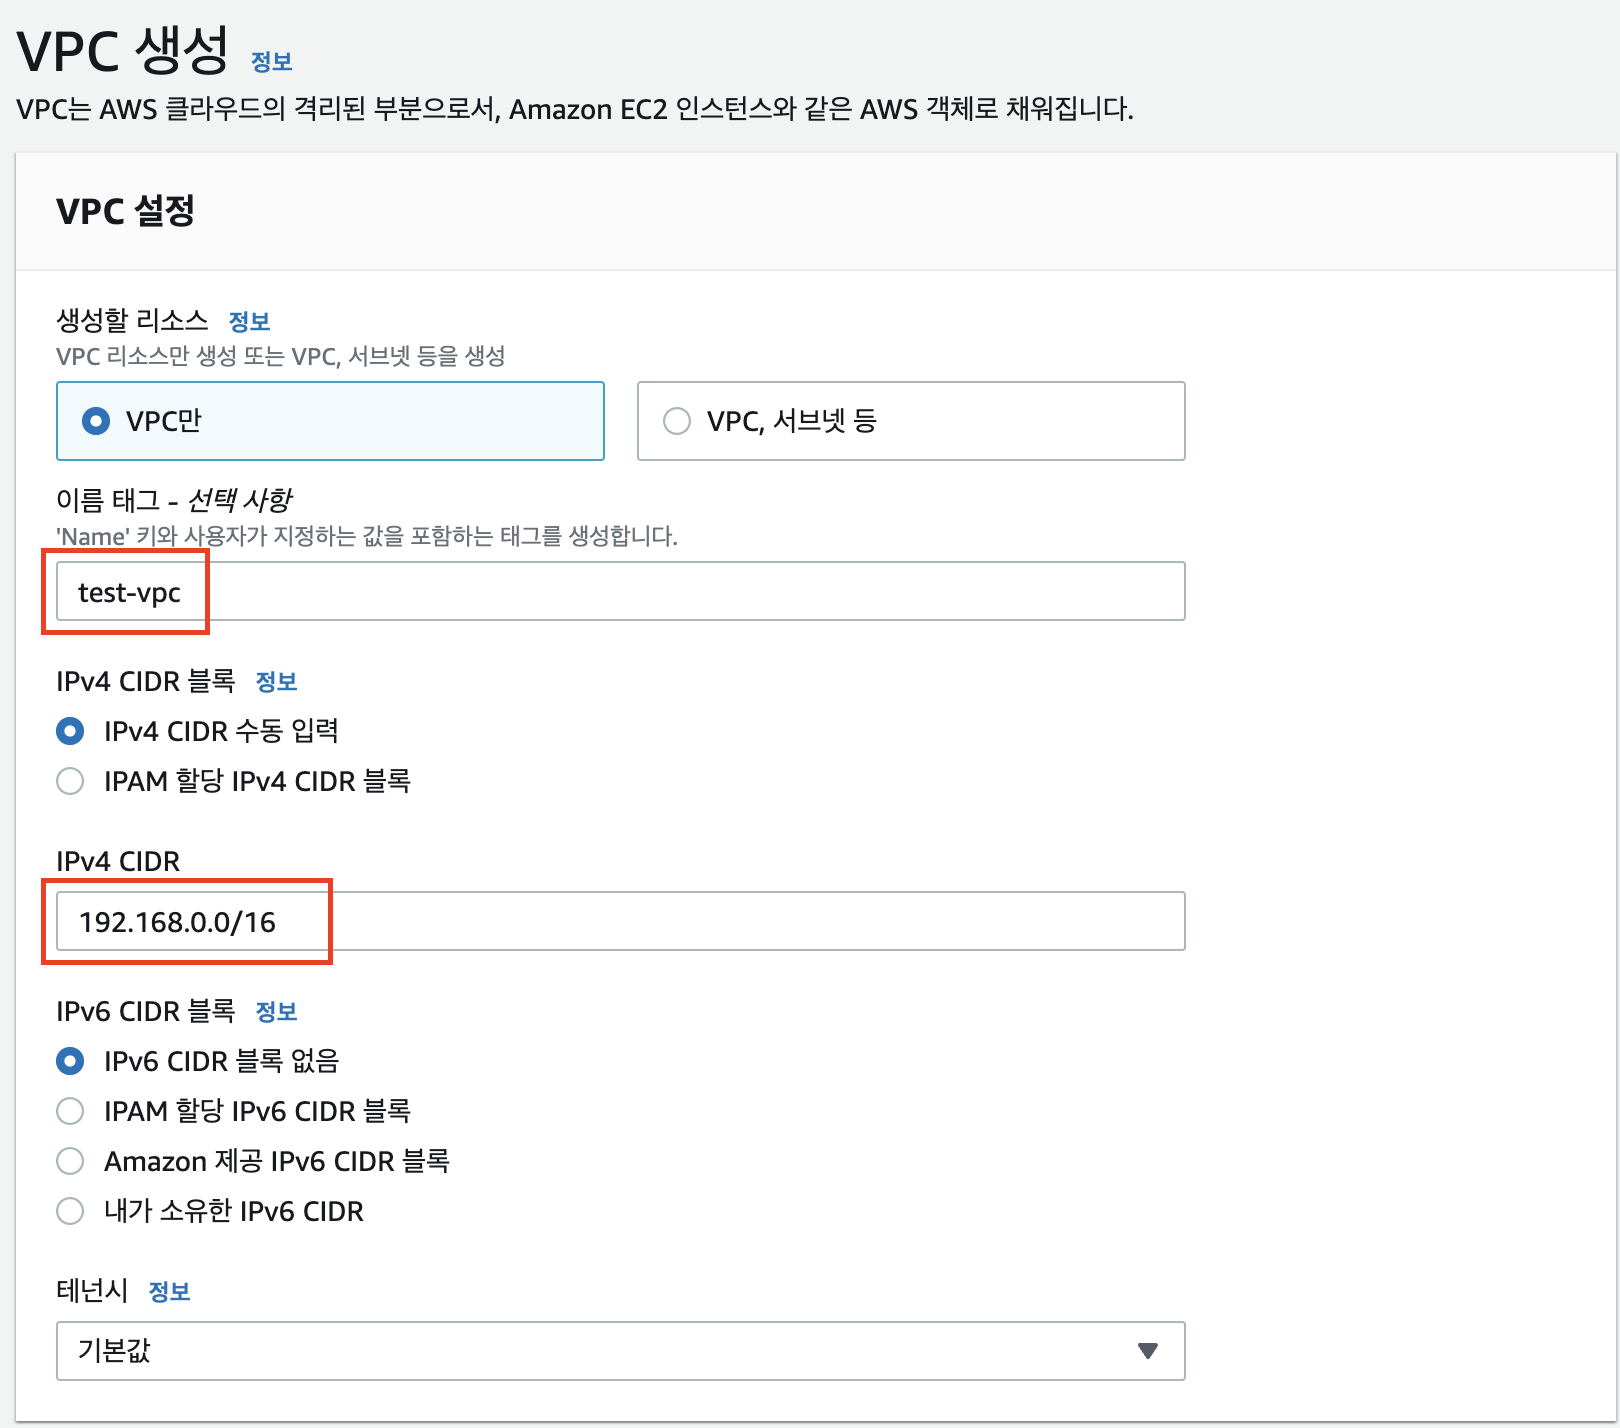 VPC 생성 정보
VPC는 AWS 클라우드의 격리된 부분으로서, Amazon EC2 인스턴스와 같은 AWS 객체로 채워집니다.
VPC 설정
생성할 리소스 정보
VPC 리소스만 생성 또는 VPC, 서브넷 등을 생성
VPC만
VPC, 서브넷 등
이름 태그 - 선택 사항
'Name' 키와 사용자가 지정하는 값을 포함하는 태그를 생성합니다.
test-vpc
IPv4 CIDR 블록 정보
IPv4 CIDR 수동 입력
IPAM 할당 IPv4 CIDR 블록
IPv4 CIDR
192.168.0.0/16
IPv6 CIDR 블록 정보
IPv6 CIDR 블록 없음
IPAM 할당 IPv6 CIDR 블록
Amazon 제공 IPv6 CIDR 블록
내가 소유한 IPv6 CIDR
테넌시 정보
기본값